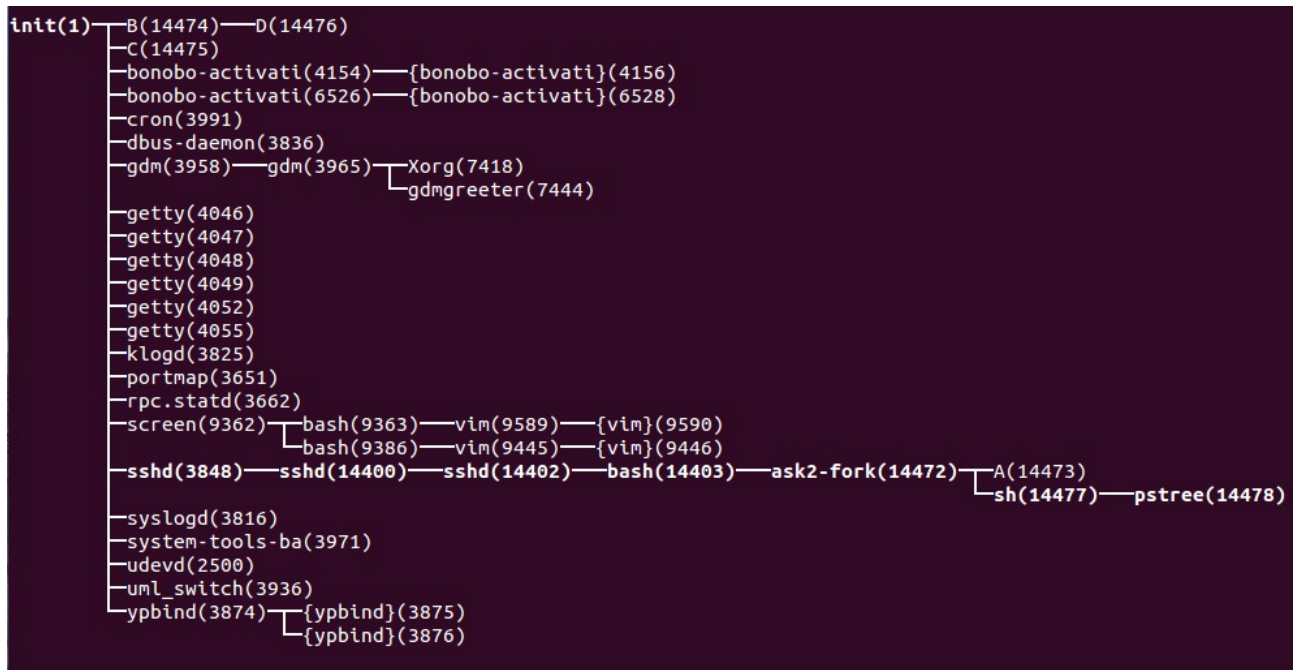 init(1)─┬─B(14474)───D(14476)
        ├─C(14475)
        ├─bonobo-activati(4154)───{bonobo-activati}(4156)
        ├─bonobo-activati(6526)───{bonobo-activati}(6528)
        ├─cron(3991)
        ├─dbus-daemon(3836)
        ├─gdm(3958)───gdm(3965)─┬─Xorg(7418)
        │                       └─gdmgreeter(7444)
        ├─getty(4046)
        ├─getty(4047)
        ├─getty(4048)
        ├─getty(4049)
        ├─getty(4052)
        ├─getty(4055)
        ├─klogd(3825)
        ├─portmap(3651)
        ├─rpc.statd(3662)
        ├─screen(9362)─┬─bash(9363)───vim(9589)───{vim}(9590)
        │              └─bash(9386)───vim(9445)───{vim}(9446)
        ├─sshd(3848)───sshd(14400)───sshd(14402)───bash(14403)───ask2-fork(14472)─┬─A(14473)
        │                                                                         └─sh(14477)───pstree(14478)
        ├─syslogd(3816)
        ├─system-tools-ba(3971)
        ├─udevd(2500)
        ├─uml_switch(3936)
        └─ypbind(3874)─┬─{ypbind}(3875)
                       └─{ypbind}(3876)